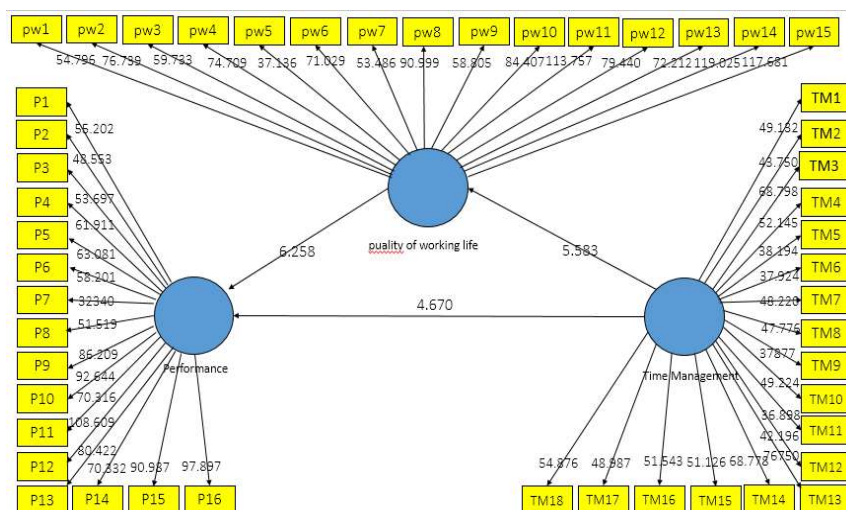 pw1 pw2 pw3 pw4 pw5 pw6 pw7 pw8 pw9 pw10 pw11 pw12 pw13 pw14 pw15
54.796 76.739 59.733 74.709 37.136 71.029 53.486 90.999 58.805 84.407 113.757 79.440 72.212 119.025 117.681
P1
P2
P3
P4
P5
P6
P7
P8
P9
P10
P11
P12
P13 P14 P15 P16
55.202
48.553
53.697
61.911
63.081
58.201
32340
51.519
86.209
92.644
70.316
108.609
80.422
70.332 90.987 97.897
puality of working life
6.258
5.583
4.670
Performance
Time Management
TM1
TM2
TM3
TM4
TM5
TM6
TM7
TM8
TM9
TM10
TM11
TM12
49.132
43.750
68.798
52.145
38.194
37.924
48.220
47.776
37877
49.224
36.898
42.196
76750
54.876 48.987 51.543 51.126 68.778
TM18 TM17 TM16 TM15 TM14 TM13